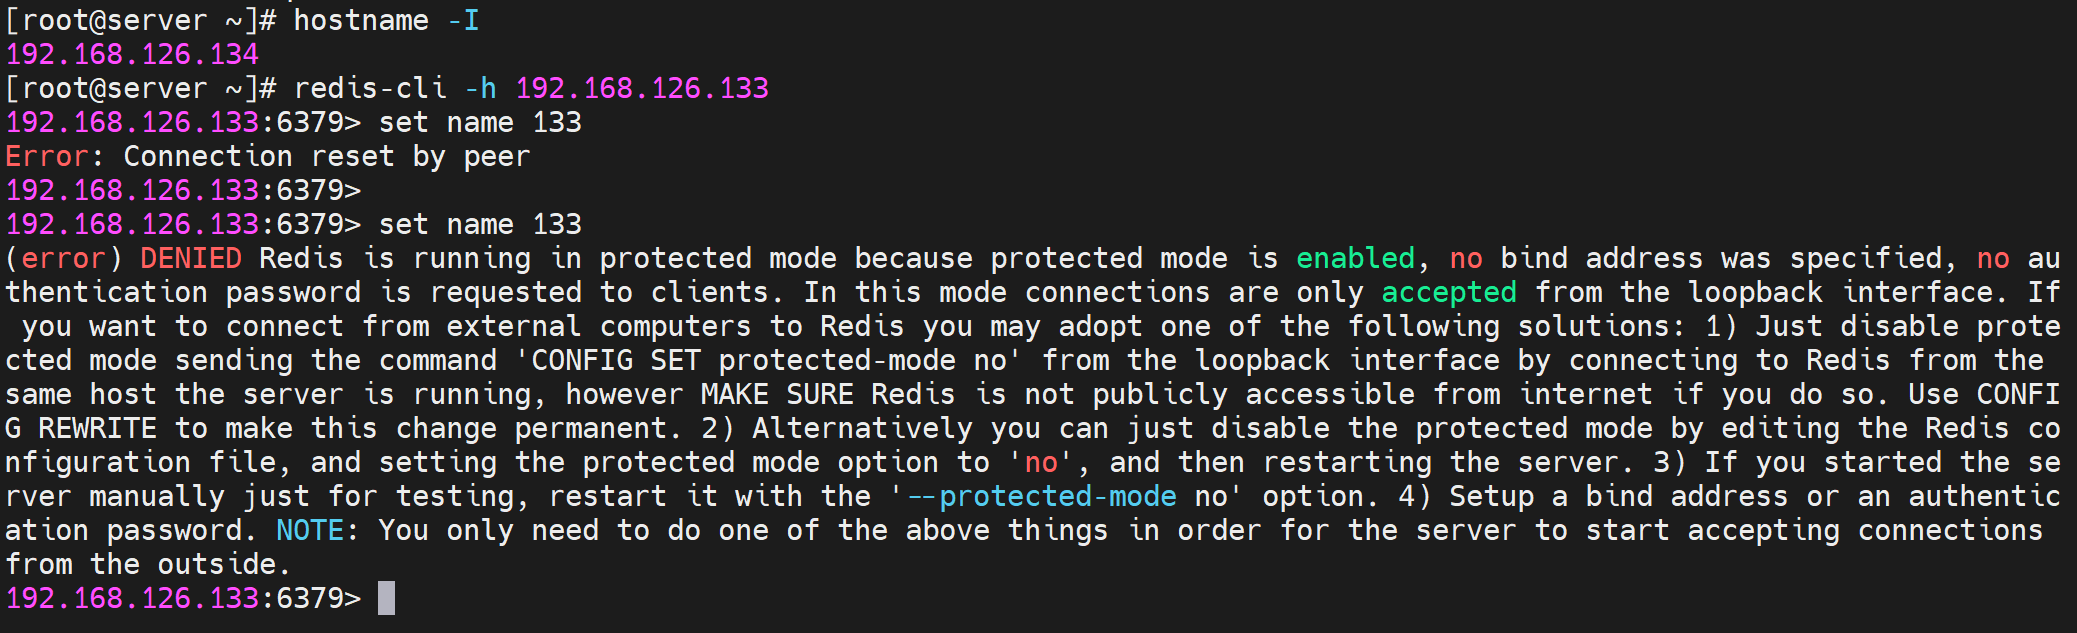 [root@server ~]# hostname -I
192.168.126.134
[root@server ~]# redis-cli -h 192.168.126.133
192.168.126.133:6379> set name 133
Error: Connection reset by peer
192.168.126.133:6379>
192.168.126.133:6379> set name 133
(error) DENIED Redis is running in protected mode because protected mode is enabled, no bind address was specified, no au
thentication password is requested to clients. In this mode connections are only accepted from the loopback interface. If
 you want to connect from external computers to Redis you may adopt one of the following solutions: 1) Just disable prote
cted mode sending the command 'CONFIG SET protected-mode no' from the loopback interface by connecting to Redis from the
same host the server is running, however MAKE SURE Redis is not publicly accessible from internet if you do so. Use CONFI
G REWRITE to make this change permanent. 2) Alternatively you can just disable the protected mode by editing the Redis co
nfiguration file, and setting the protected mode option to 'no', and then restarting the server. 3) If you started the se
rver manually just for testing, restart it with the '--protected-mode no' option. 4) Setup a bind address or an authentic
ation password. NOTE: You only need to do one of the above things in order for the server to start accepting connections
from the outside.
192.168.126.133:6379>